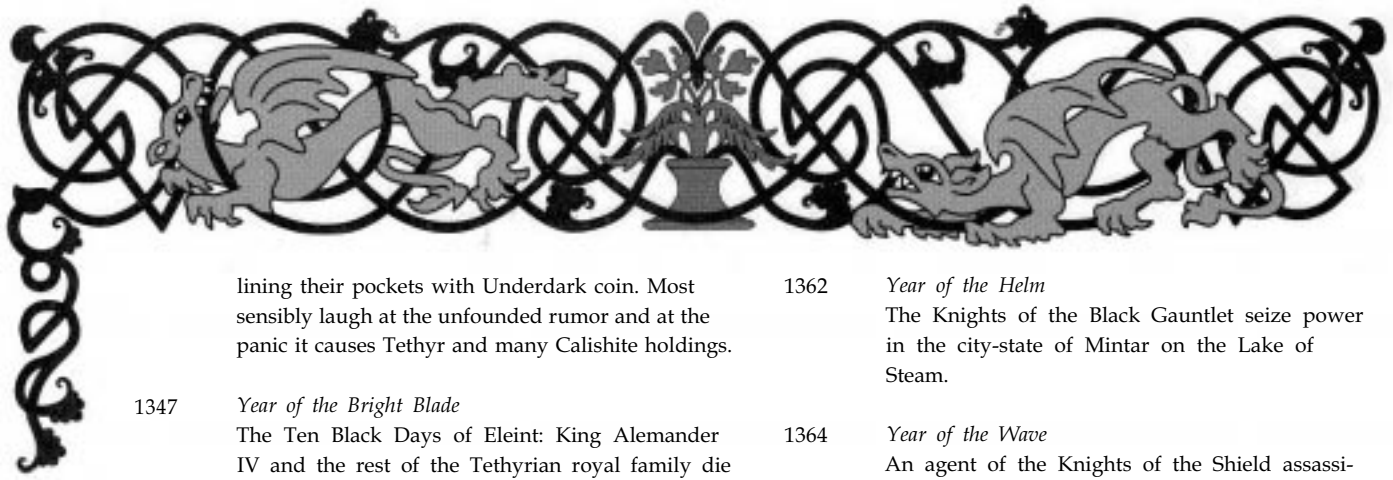 lining their pockets with Underdark coin. Most
sensibly laugh at the unfounded rumor and at the
panic it causes Tethyr and many Calishite holdings.
1347 Year of the Bright Blade
The Ten Black Days of Eleint: King Alemander
IV and the rest of the Tethyrian royal family die
1362 Year of the Helm
The Knights of the Black Gauntlet seize power
in the city-state of Mintar on the Lake of
Steam.
1364 Year of the Wave
An agent of the Knights of the Shield assassi-